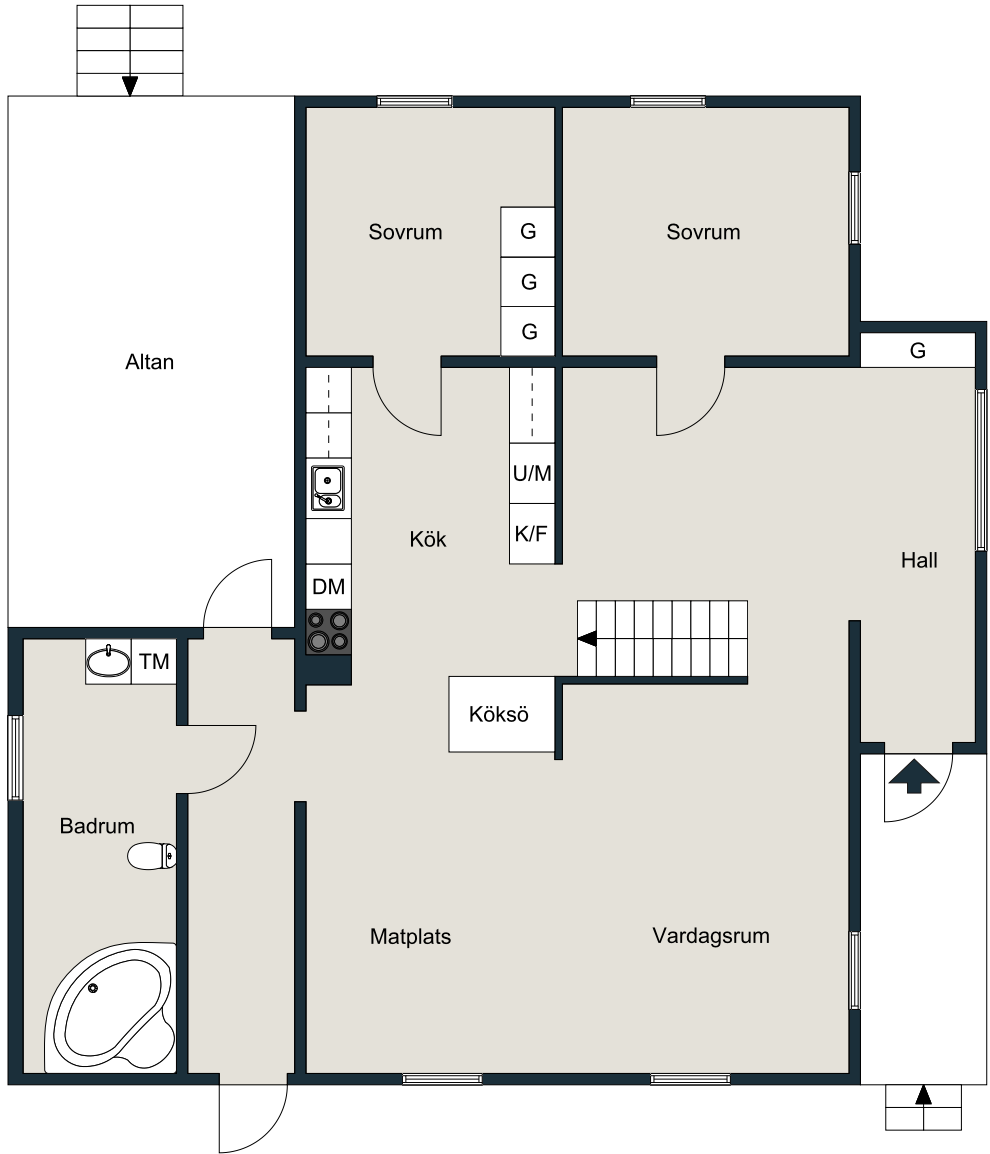 Sovrum
G
Sovrum
G
G
G
Altan
U/M
K/F
Kök
Hall
DM
TM
Köksö
Badrum
Matplats
Vardagsrum